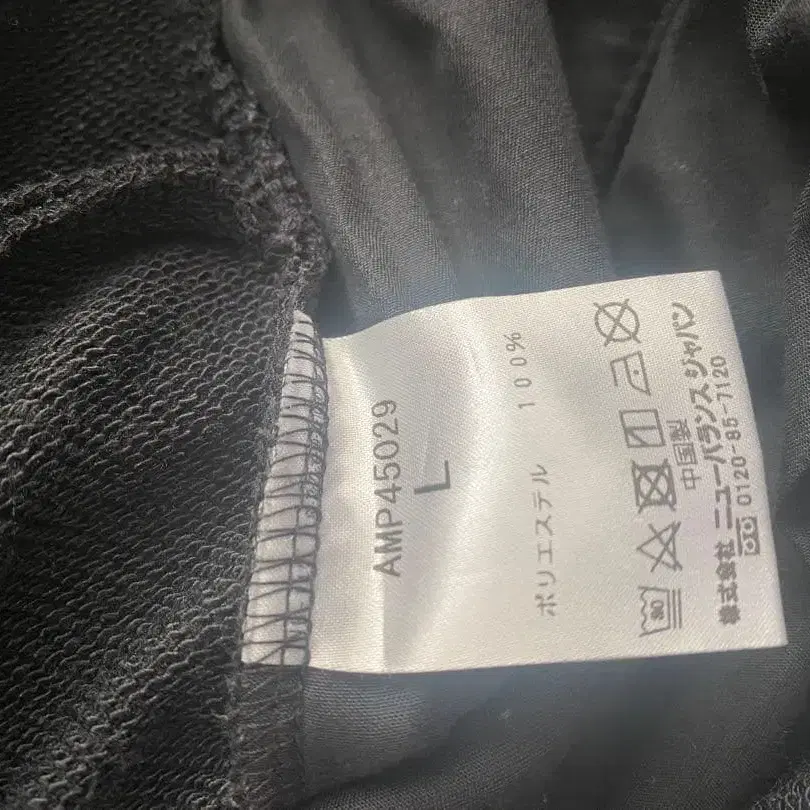 AMP45029
L
ポリエステル 100%
30
中国製
株式会社 ニューバランス ジャパン
0120-85-7120